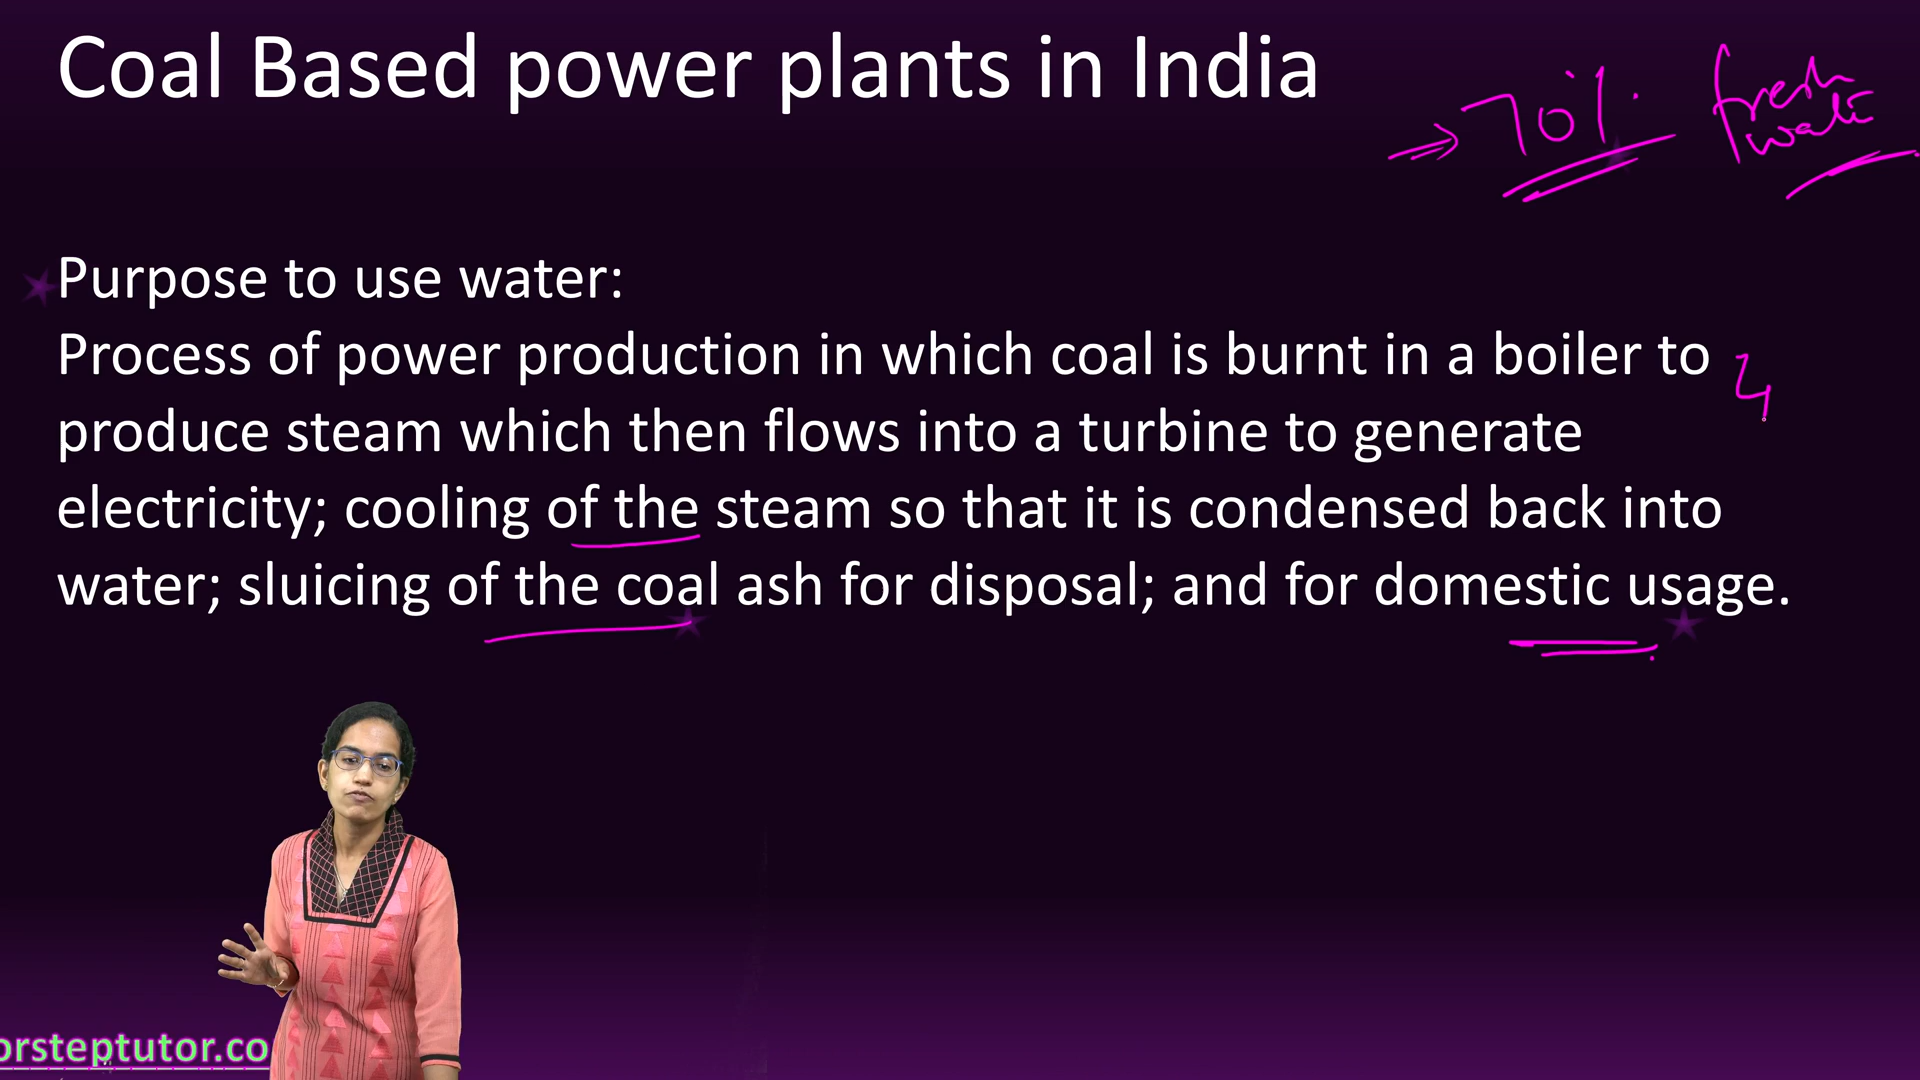 Coal Based power plants in India
⇒ 70% fresh
Purpose to use water:
Process of power production in which coal is burnt in a boiler to
produce steam which then flows into a turbine to generate
electricity; cooling of the steam so that it is condensed back into
water; sluicing of the coal ash for disposal; and for domestic usage.
orsteptutor.co